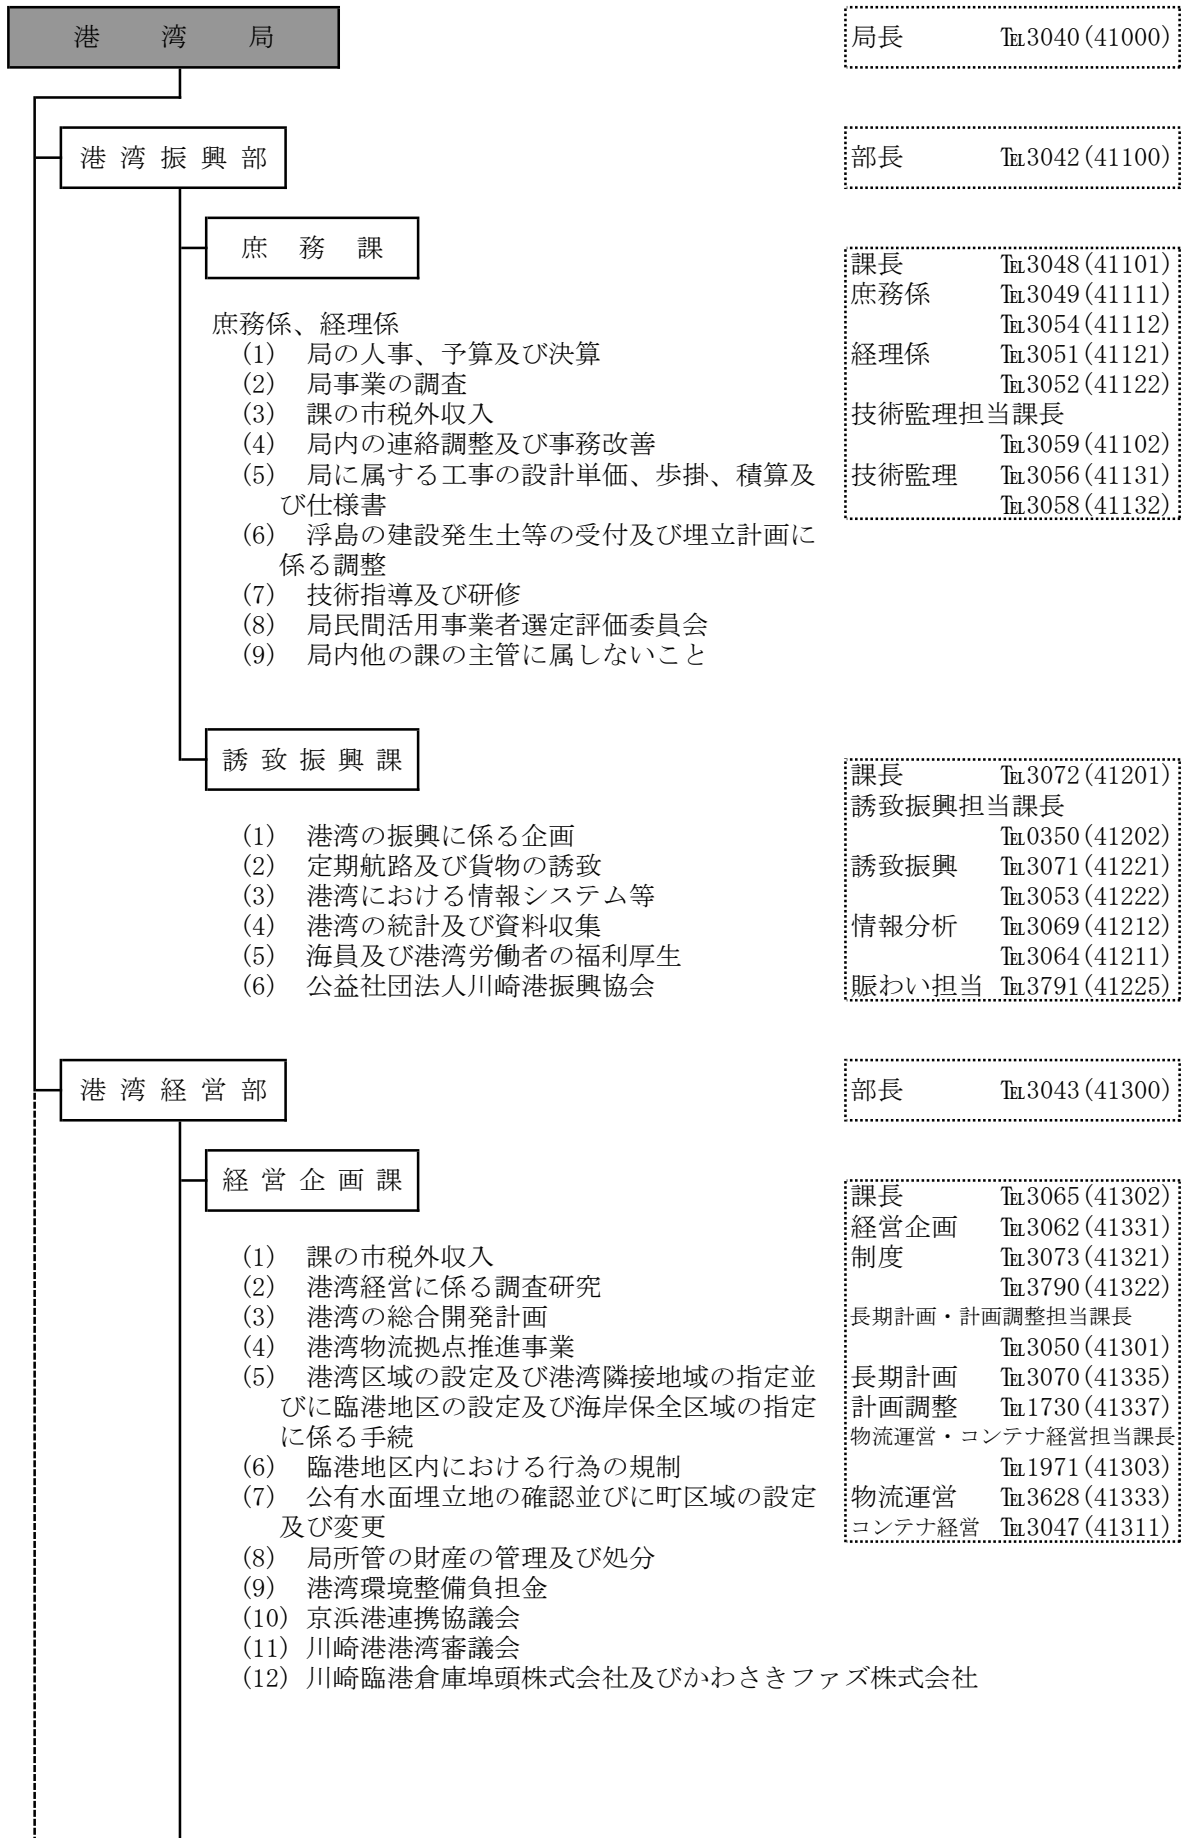 港湾局
局長 ℡3040(41000)
港湾振興部
部長 ℡3042(41100)
庶務課
庶務係、経理係
(1) 局の人事、予算及び決算
(2) 局事業の調査
(3) 課の市税外収入
(4) 局内の連絡調整及び事務改善
(5) 局に属する工事の設計単価、歩掛、積算及
び仕様書
(6) 浮島の建設発生土等の受付及び埋立計画に
係る調整
(7) 技術指導及び研修
(8) 局民間活用事業者選定評価委員会
(9) 局内他の課の主管に属しないこと
課長 ℡3048(41101)
庶務係 ℡3049(41111)
℡3054(41112)
経理係 ℡3051(41121)
℡3052(41122)
技術監理担当課長
℡3059(41102)
技術監理 ℡3056(41131)
℡3058(41132)
誘致振興課
(1) 港湾の振興に係る企画
(2) 定期航路及び貨物の誘致
(3) 港湾における情報システム等
(4) 港湾の統計及び資料収集
(5) 海員及び港湾労働者の福利厚生
(6) 公益社団法人川崎港振興協会
課長 ℡3072(41201)
誘致振興担当課長
℡0350(41202)
誘致振興 ℡3071(41221)
℡3053(41222)
情報分析 ℡3069(41212)
℡3064(41211)
賑わい担当 ℡3791(41225)
港湾経営部
部長 ℡3043(41300)
経営企画課
(1) 課の市税外収入
(2) 港湾経営に係る調査研究
(3) 港湾の総合開発計画
(4) 港湾物流拠点推進事業
(5) 港湾区域の設定及び港湾隣接地域の指定並
びに臨港地区の設定及び海岸保全区域の指定
に係る手続
(6) 臨港地区内における行為の規制
(7) 公有水面埋立地の確認並びに町区域の設定
及び変更
(8) 局所管の財産の管理及び処分
(9) 港湾環境整備負担金
(10) 京浜港連携協議会
(11) 川崎港港湾審議会
(12) 川崎臨港倉庫埠頭株式会社及びかわさきファズ株式会社
課長 ℡3065(41302)
経営企画 ℡3062(41331)
制度 ℡3073(41321)
℡3790(41322)
長期計画・計画調整担当課長
℡3050(41301)
長期計画 ℡3070(41335)
計画調整 ℡1730(41337)
物流運営・コンテナ経営担当課長
℡1971(41303)
物流運営 ℡3628(41333)
コンテナ経営 ℡3047(41311)